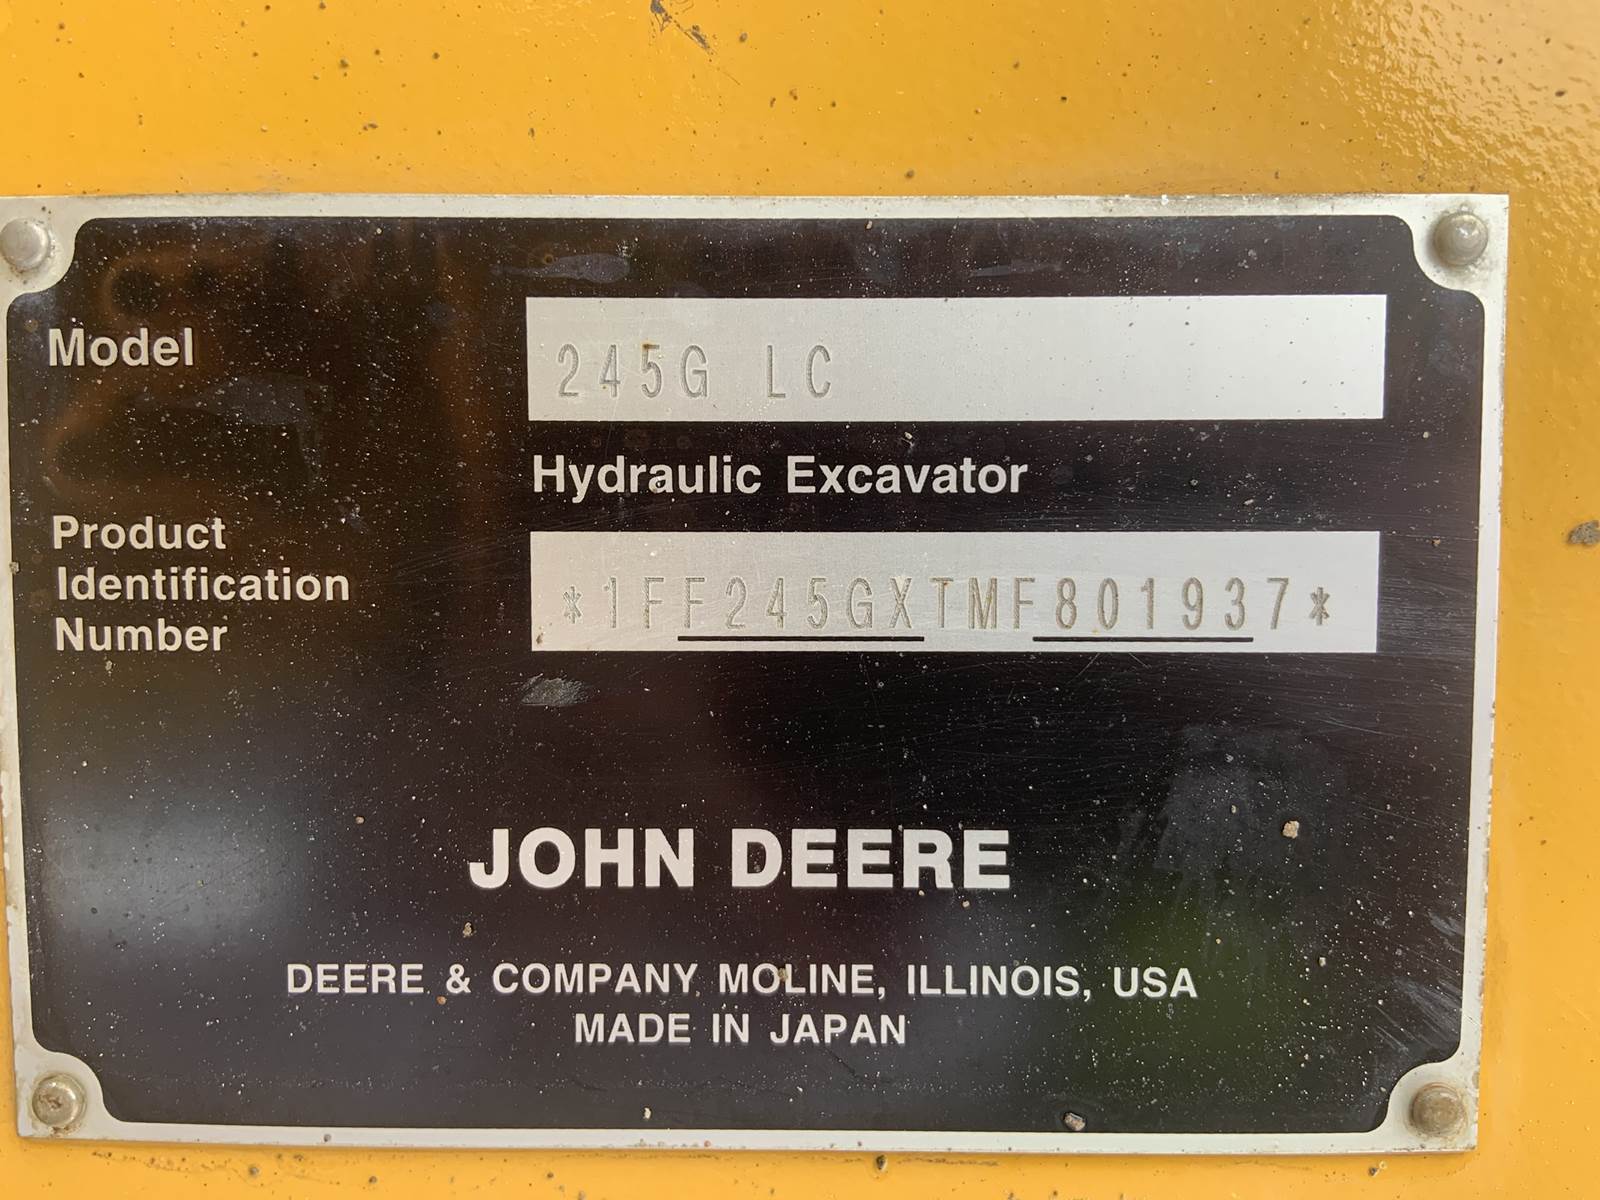 Model
245G LC
Hydraulic Excavator
Product
Identification
Number
*1FF245GXTMF801937*
JOHN DEERE
DEERE & COMPANY MOLINE, ILLINOIS, USA
MADE IN JAPAN